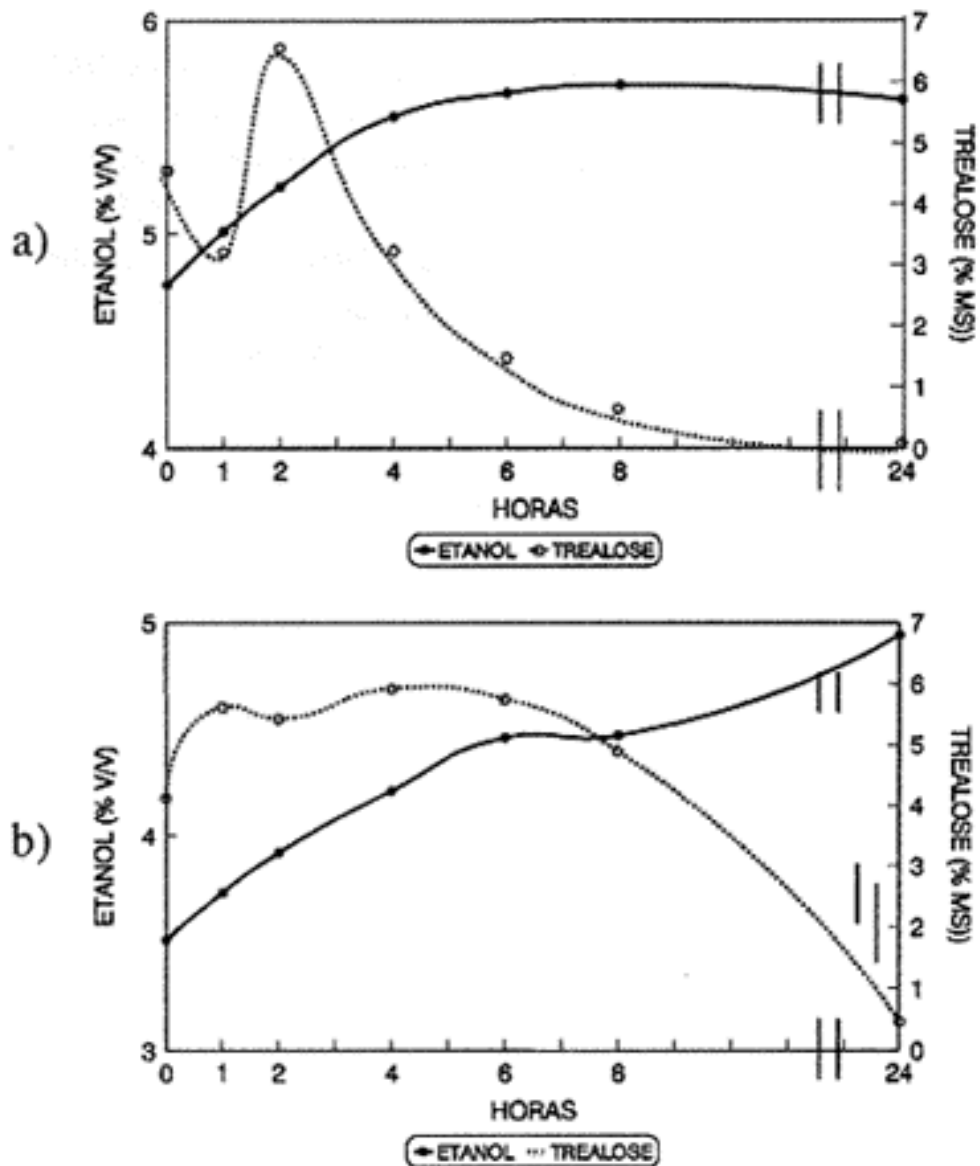 a)
6
5
4
ETANOL (% V/V)
7
6
5
4
3
2
1
0
TREALOSE (% MS))
0 1 2 4 6 8 24
HORAS
ETANOL TREALOSE
b)
5
4
3
ETANOL (% V/V)
7
6
5
4
3
2
1
0
TREALOSE (% MS))
0 1 2 4 6 8 24
HORAS
ETANOL TREALOSE